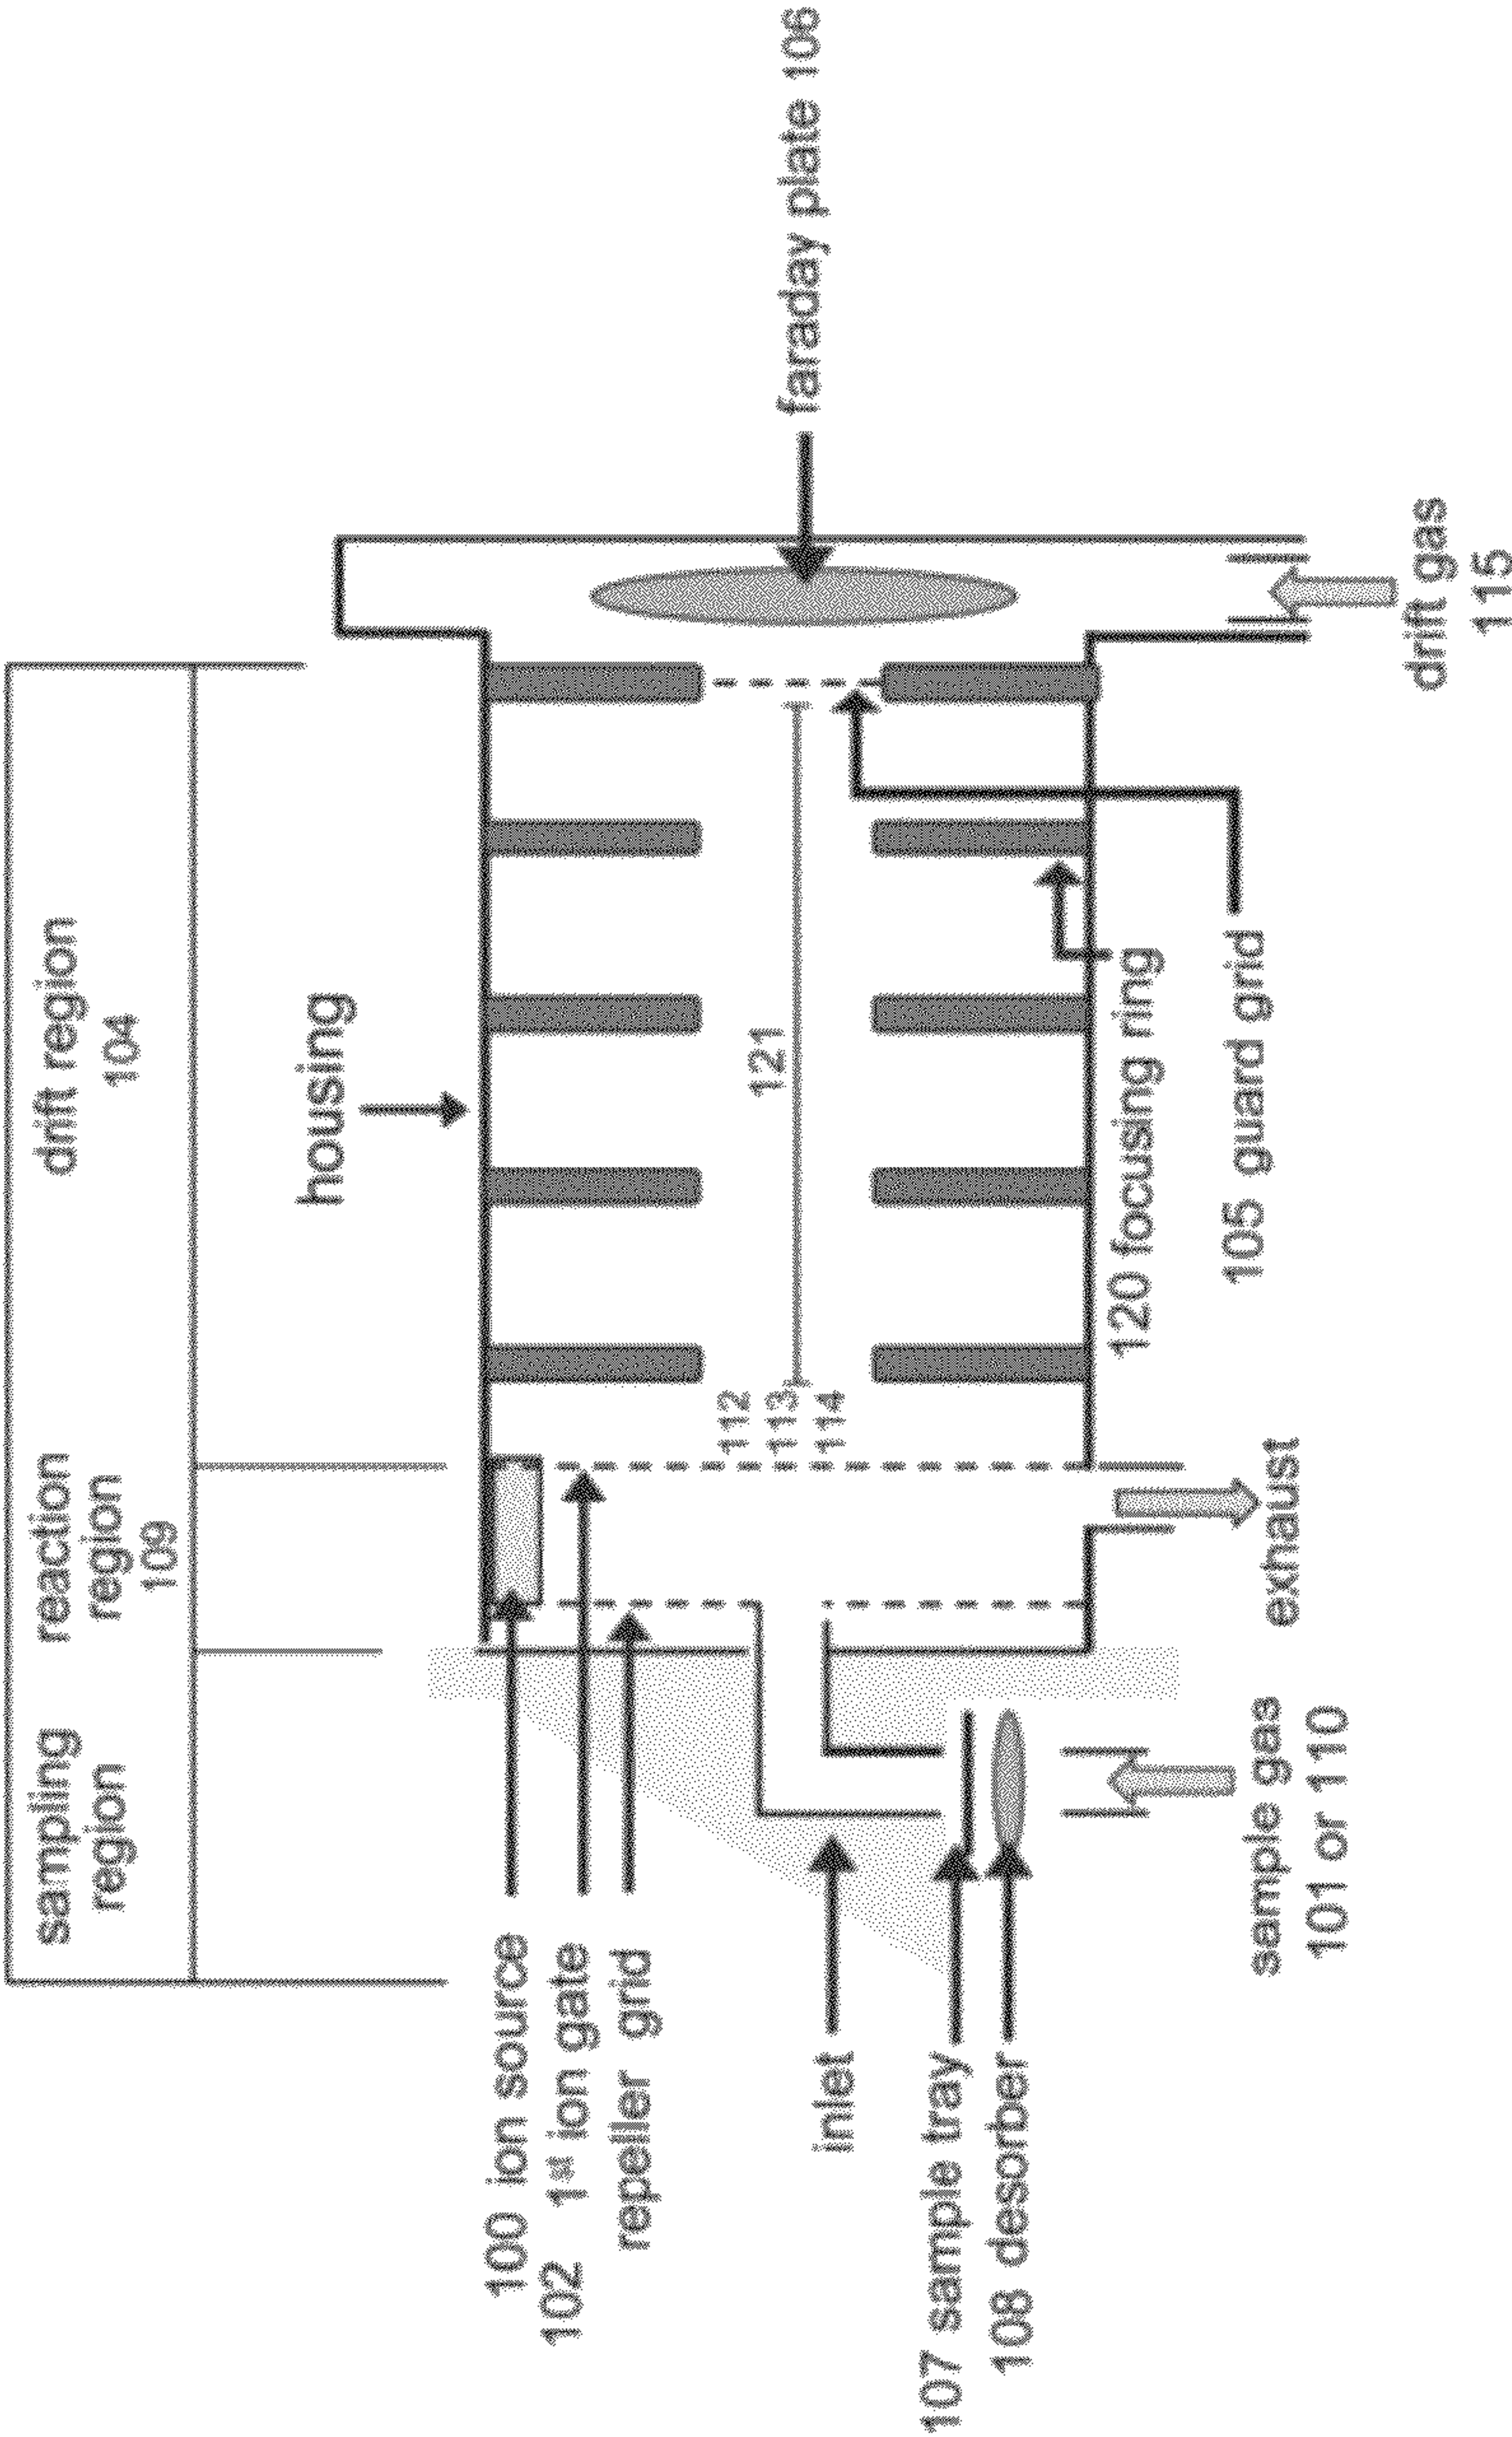 sampling
region
reaction
region
109
drift region
104
housing
100 ion source
102 1st ion gate
repeller grid
inlet
107 sample tray
108 desorber
sample gas
101 or 110
exhaust
112
113
114
121
120 focusing ring
105 guard grid
drift gas
115
faraday plate 106